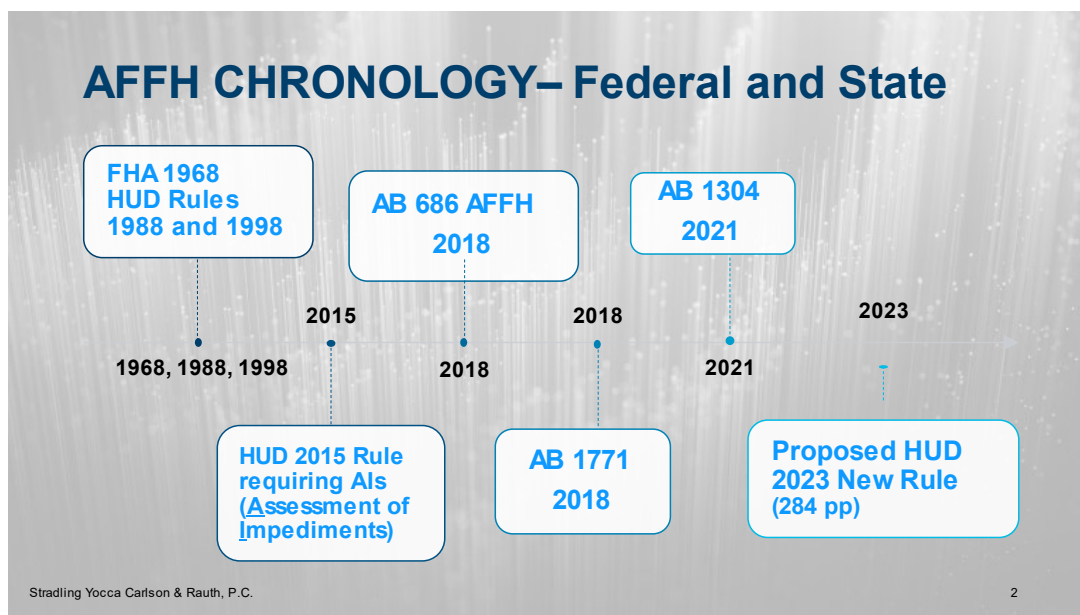 AFFH CHRONOLOGY– Federal and State
FHA 1968
HUD Rules
1988 and 1998
AB 686 AFFH
2018
AB 1304
2021
2015
2018
2023
1968, 1988, 1998
2018
2021
HUD 2015 Rule
requiring AIs
(Assessment of
Impediments)
AB 1771
2018
Proposed HUD
2023 New Rule
(284 pp)
Stradling Yocca Carlson & Rauth, P.C.
2